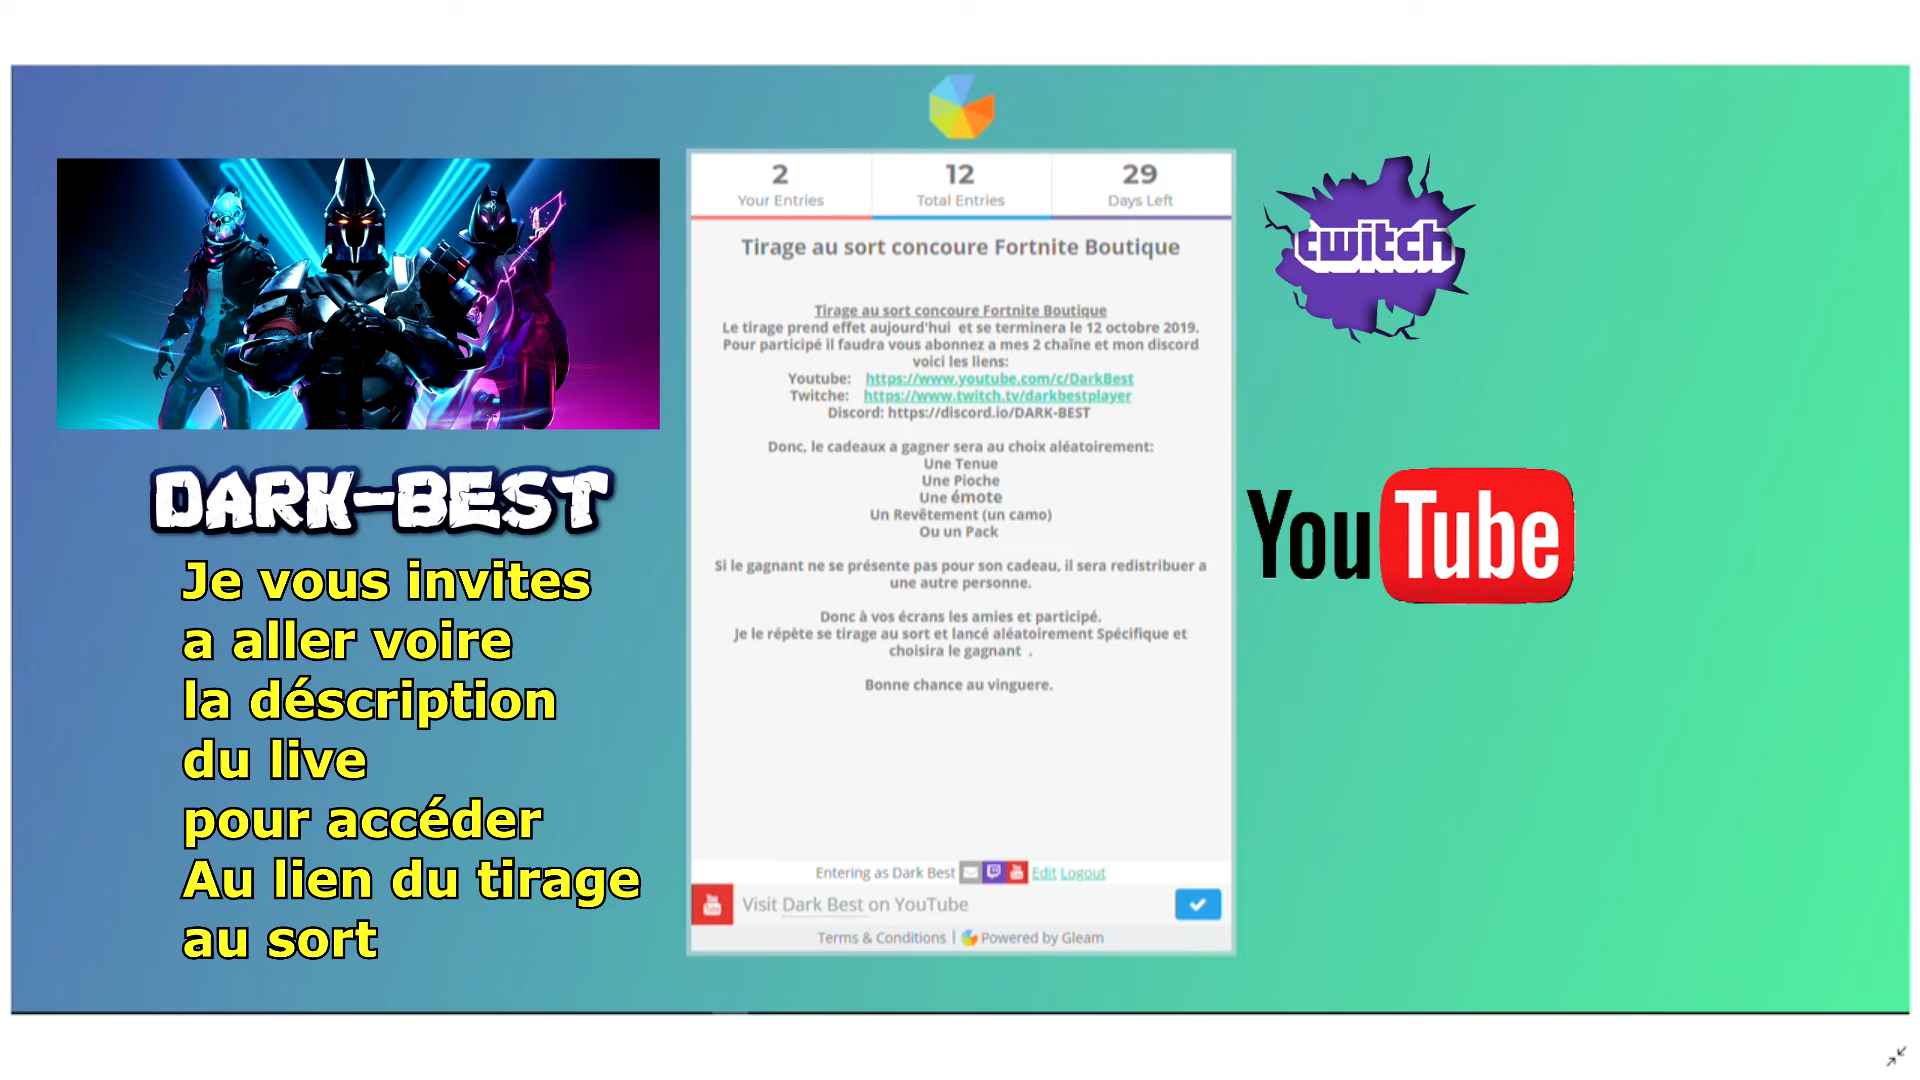 2
Your Entries
12
Total Entries
29
Days Left
Tirage au sort concoure Fortnite Boutique
Tirage au sort concoure Fortnite Boutique
Le tirage prend effet aujourd'hui et se terminera le 12 octobre 2019.
Pour participé il faudra vous abonnez a mes 2 chaîne et mon discord
voici les liens:
Youtube: https://www.youtube.com/c/DarkBest
Twitche: https://www.twitch.tv/darkbestplayer
Discord: https://discord.io/DARK-BEST
Donc, le cadeaux a gagner sera au choix aléatoirement:
Une Tenue
Une Pioche
Une émote
Un Revêtement (un camo)
Ou un Pack
Si le gagnant ne se présente pas pour son cadeau, il sera redistribuer a
une autre personne.
Donc à vos écrans les amies et participé.
Je le répète se tirage au sort et lancé aléatoirement Spécifique et
choisira le gagnant .
Bonne chance au vinguere.
Entering as Dark Best Edit Logout
You Tube Visit Dark Best on YouTube
Terms & Conditions | Powered by Gleam
DARK-BEST
Je vous invites
a aller voire
la déscription
du live
pour accéder
Au lien du tirage
au sort
twitch
YouTube